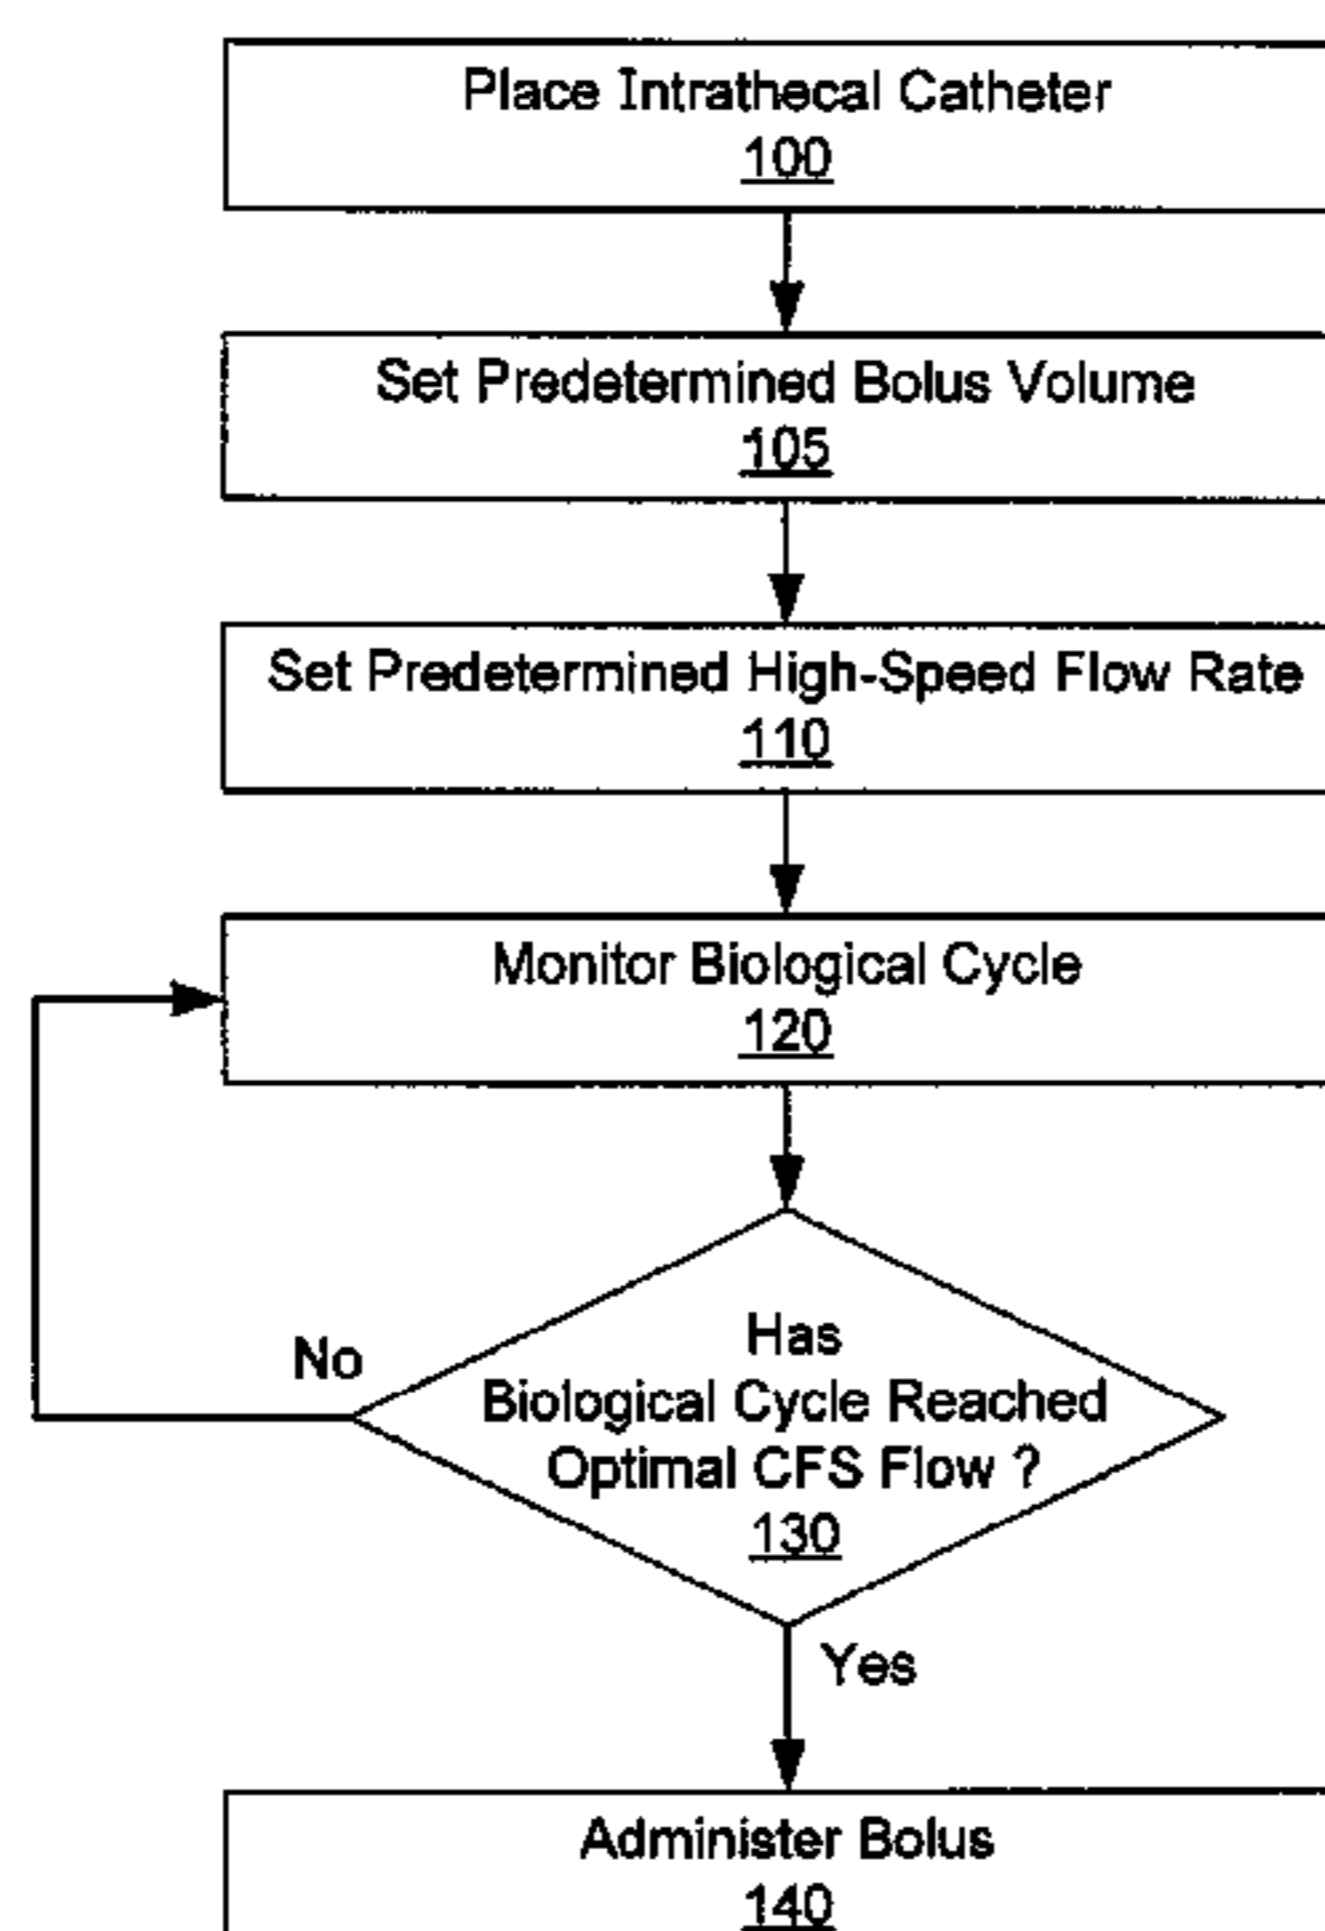 Place Intrathecal Catheter
100
Set Predetermined Bolus Volume
105
Set Predetermined High-Speed Flow Rate
110
Monitor Biological Cycle
120
Has
Biological Cycle Reached
Optimal CFS Flow ?
130
No
Yes
Administer Bolus
140